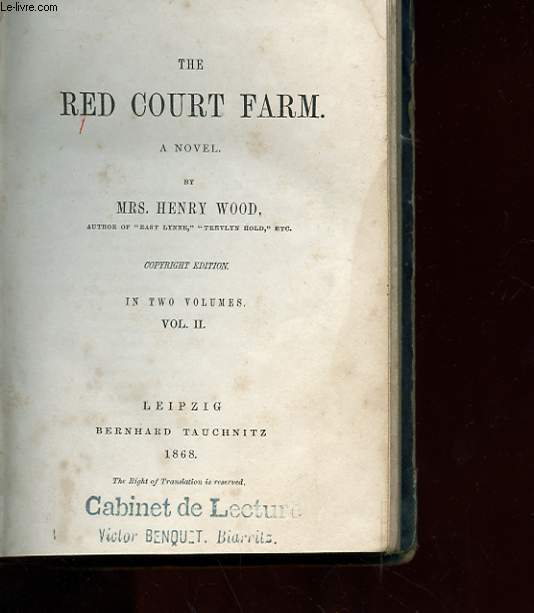 Le-livre.com
THE
RED COURT FARM.
A NOVEL.
BY
MRS. HENRY WOOD,
AUTHOR OF "EAST LYNNE," "TREVLYN HOLD," ETC.
COPYRIGHT EDITION.
IN TWO VOLUMES.
VOL. II.
LEIPZIG
BERNHARD TAUCHNITZ
1868.
The Right of Translation is reserved.
Cabinet de Lecture
Victor BENQUET. Biarritz.